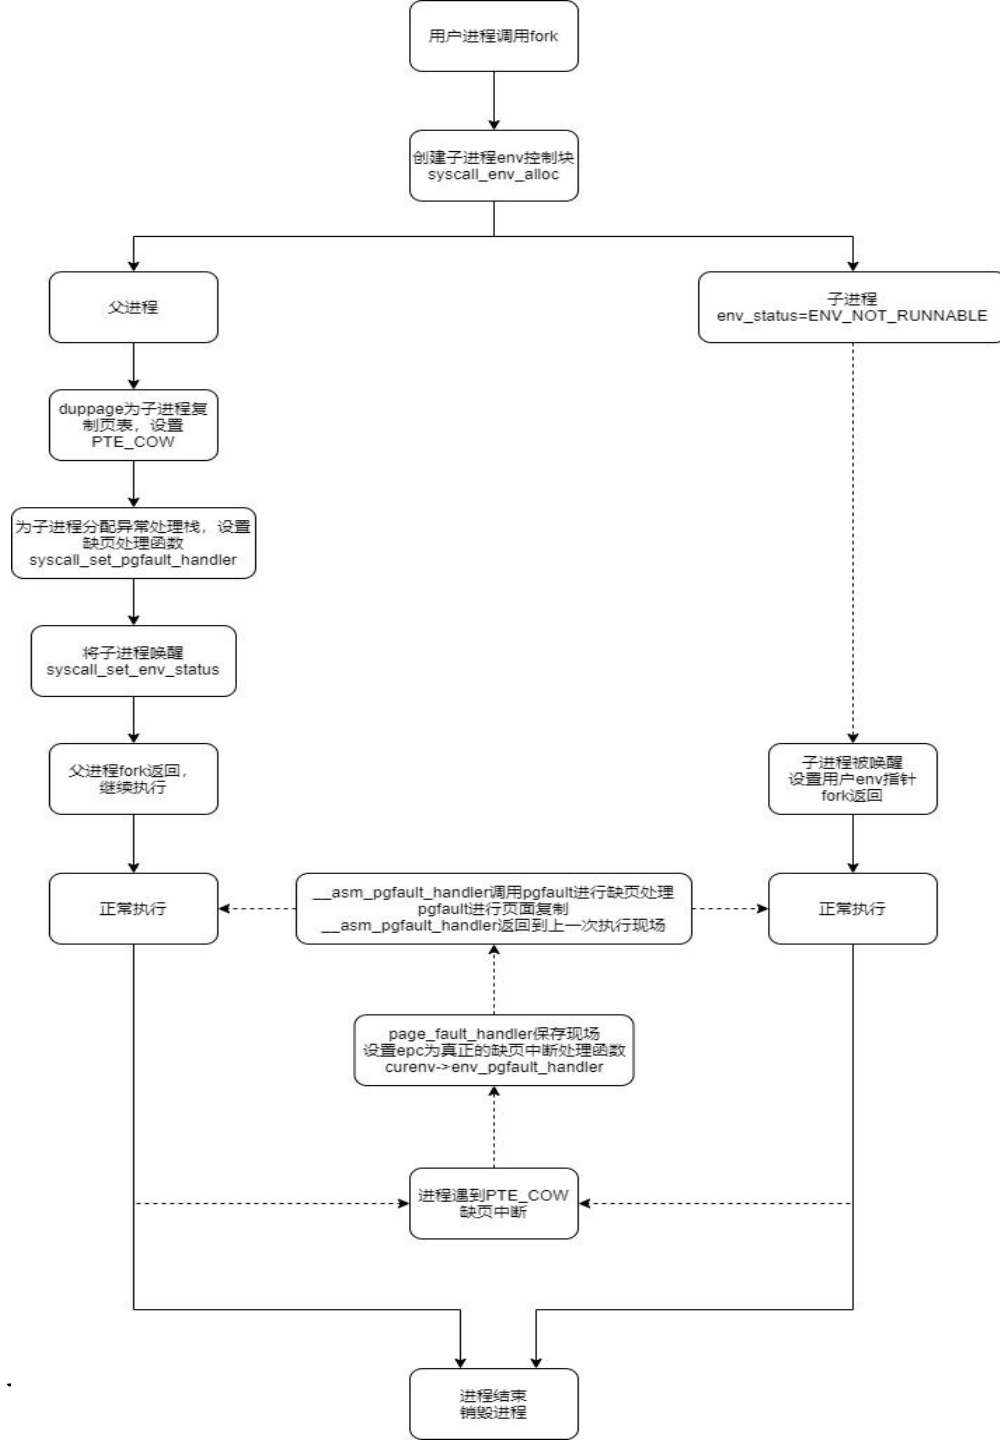 用户进程调用fork
创建子进程env控制块
syscall_env_alloc
父进程
子进程
env_status=ENV_NOT_RUNNABLE
duppage为子进程复
制页表，设置
PTE_COW
为子进程分配异常处理栈，设置
缺页处理函数
syscall_set_pgfault_handler
将子进程唤醒
syscall_set_env_status
父进程fork返回，
继续执行
子进程被唤醒
设置用户env指针
fork返回
正常执行
__asm_pgfault_handler调用pgfault进行缺页处理
pgfault进行页面复制
__asm_pgfault_handler返回到上一次执行现场
正常执行
page_fault_handler保存现场
设置epc为真正的缺页中断处理函数
curenv->env_pgfault_handler
进程遇到PTE_COW
缺页中断
进程结束
销毁进程